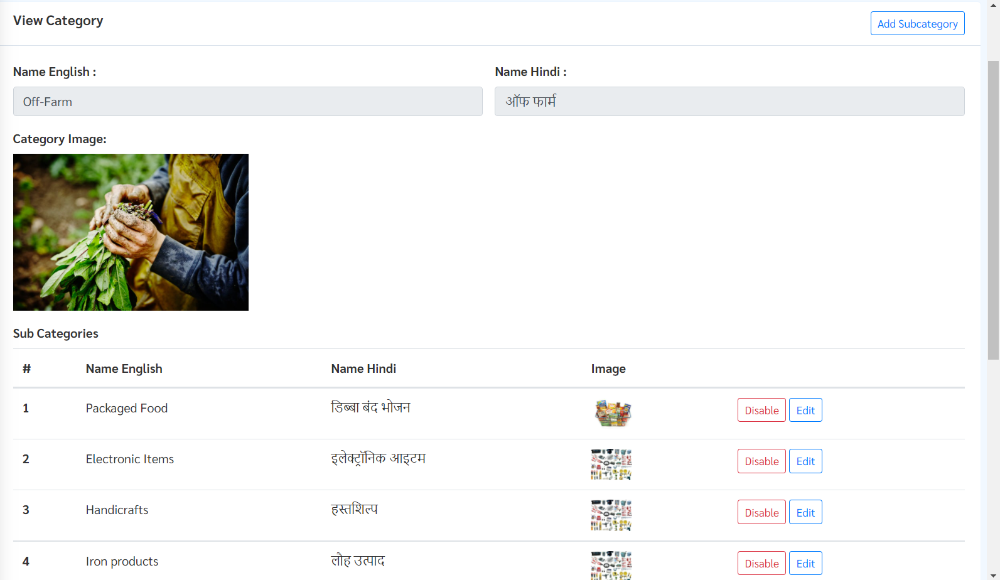 View Category
Add Subcategory
Name English :
Name Hindi :
Off-Farm
ऑफ फार्म
Category Image:
Sub Categories
# Name English Name Hindi Image
1 Packaged Food डिब्बा बंद भोजन Disable Edit
2 Electronic Items इलेक्ट्रॉनिक आइटम Disable Edit
3 Handicrafts हस्तशिल्प Disable Edit
4 Iron products लौह उत्पाद Disable Edit